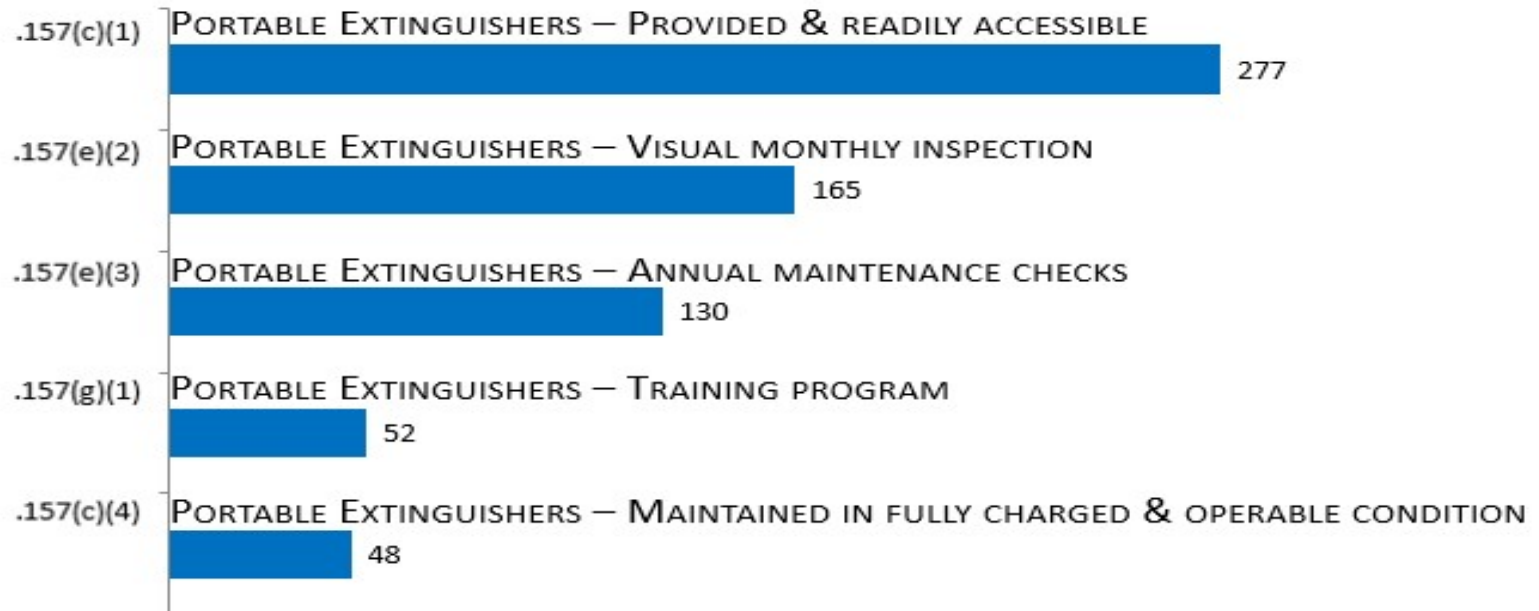 .157(c)(1) PORTABLE EXTINGUISHERS – PROVIDED & READILY ACCESSIBLE
277
.157(e)(2) PORTABLE EXTINGUISHERS – VISUAL MONTHLY INSPECTION
165
.157(e)(3) PORTABLE EXTINGUISHERS – ANNUAL MAINTENANCE CHECKS
130
.157(g)(1) PORTABLE EXTINGUISHERS – TRAINING PROGRAM
52
.157(c)(4) PORTABLE EXTINGUISHERS – MAINTAINED IN FULLY CHARGED & OPERABLE CONDITION
48